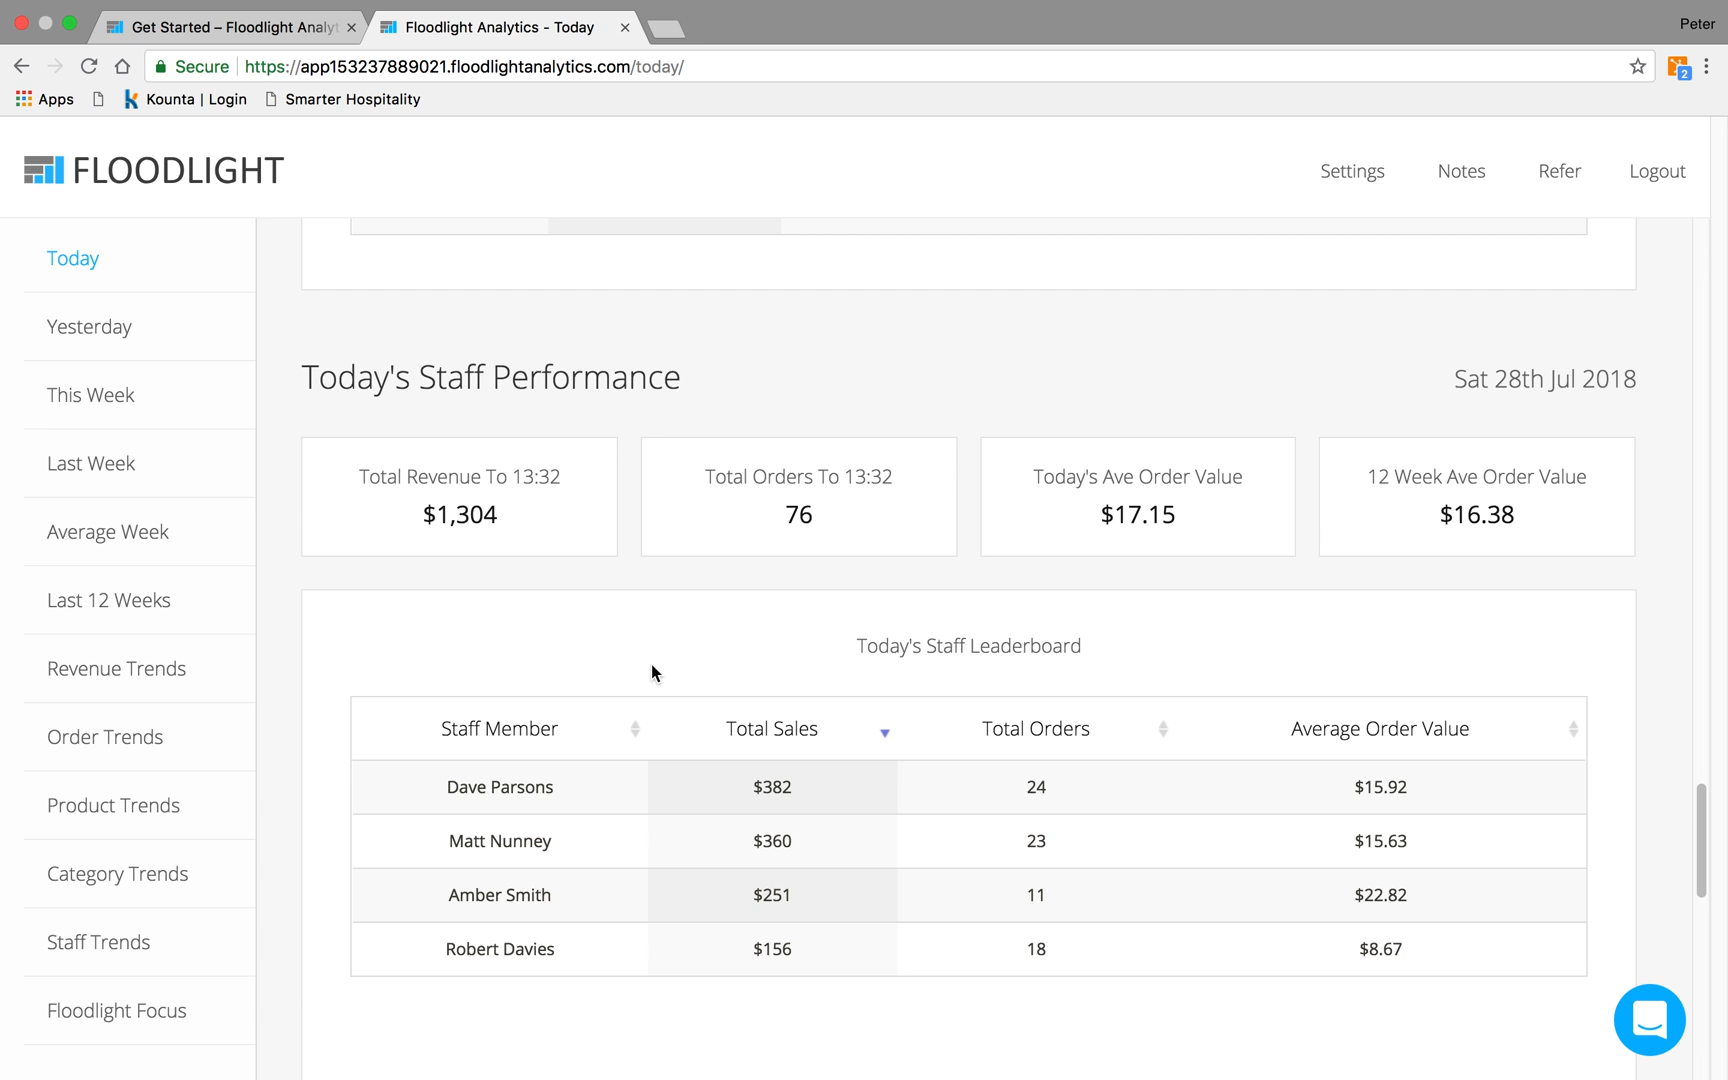 Get Started – Floodlight Analyt
Floodlight Analytics - Today
Peter
Secure
https://app153237889021.floodlightanalytics.com/today/
2
Apps
Kounta | Login
Smarter Hospitality
FLOODLIGHT
Settings
Notes
Refer
Logout
Today
Yesterday
This Week
Last Week
Average Week
Last 12 Weeks
Revenue Trends
Order Trends
Product Trends
Category Trends
Staff Trends
Floodlight Focus
Today's Staff Performance
Sat 28th Jul 2018
Total Revenue To 13:32
$1,304
Total Orders To 13:32
76
Today's Ave Order Value
$17.15
12 Week Ave Order Value
$16.38
Today's Staff Leaderboard
Staff Member Total Sales Total Orders Average Order Value
Dave Parsons $382 24 $15.92
Matt Nunney $360 23 $15.63
Amber Smith $251 11 $22.82
Robert Davies $156 18 $8.67